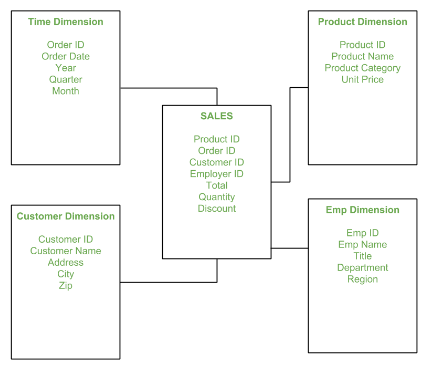 Time Dimension
Order ID
Order Date
Year
Quarter
Month
Product Dimension
Product ID
Product Name
Product Category
Unit Price
SALES
Product ID
Order ID
Customer ID
Employer ID
Total
Quantity
Discount
Customer Dimension
Customer ID
Customer Name
Address
City
Zip
Emp Dimension
Emp ID
Emp Name
Title
Department
Region